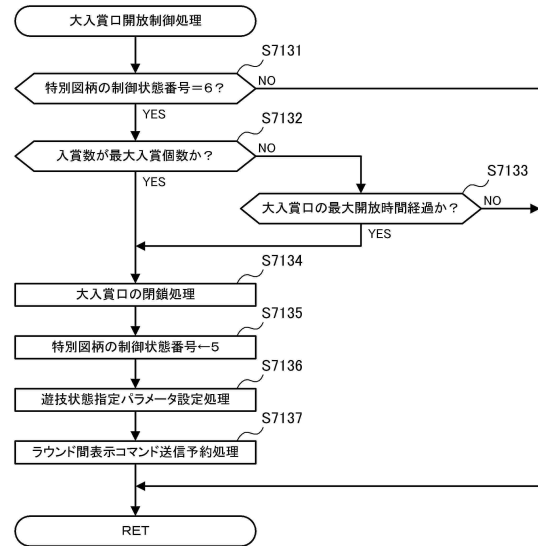 大入賞口開放制御処理
S7131
特別図柄の制御状態番号＝6？
NO
YES
S7132
入賞数が最大入賞個数か？
NO
YES
S7133
大入賞口の最大開放時間経過か？
NO
YES
S7134
大入賞口の閉鎖処理
S7135
特別図柄の制御状態番号←5
S7136
遊技状態指定パラメータ設定処理
S7137
ラウンド間表示コマンド送信予約処理
RET